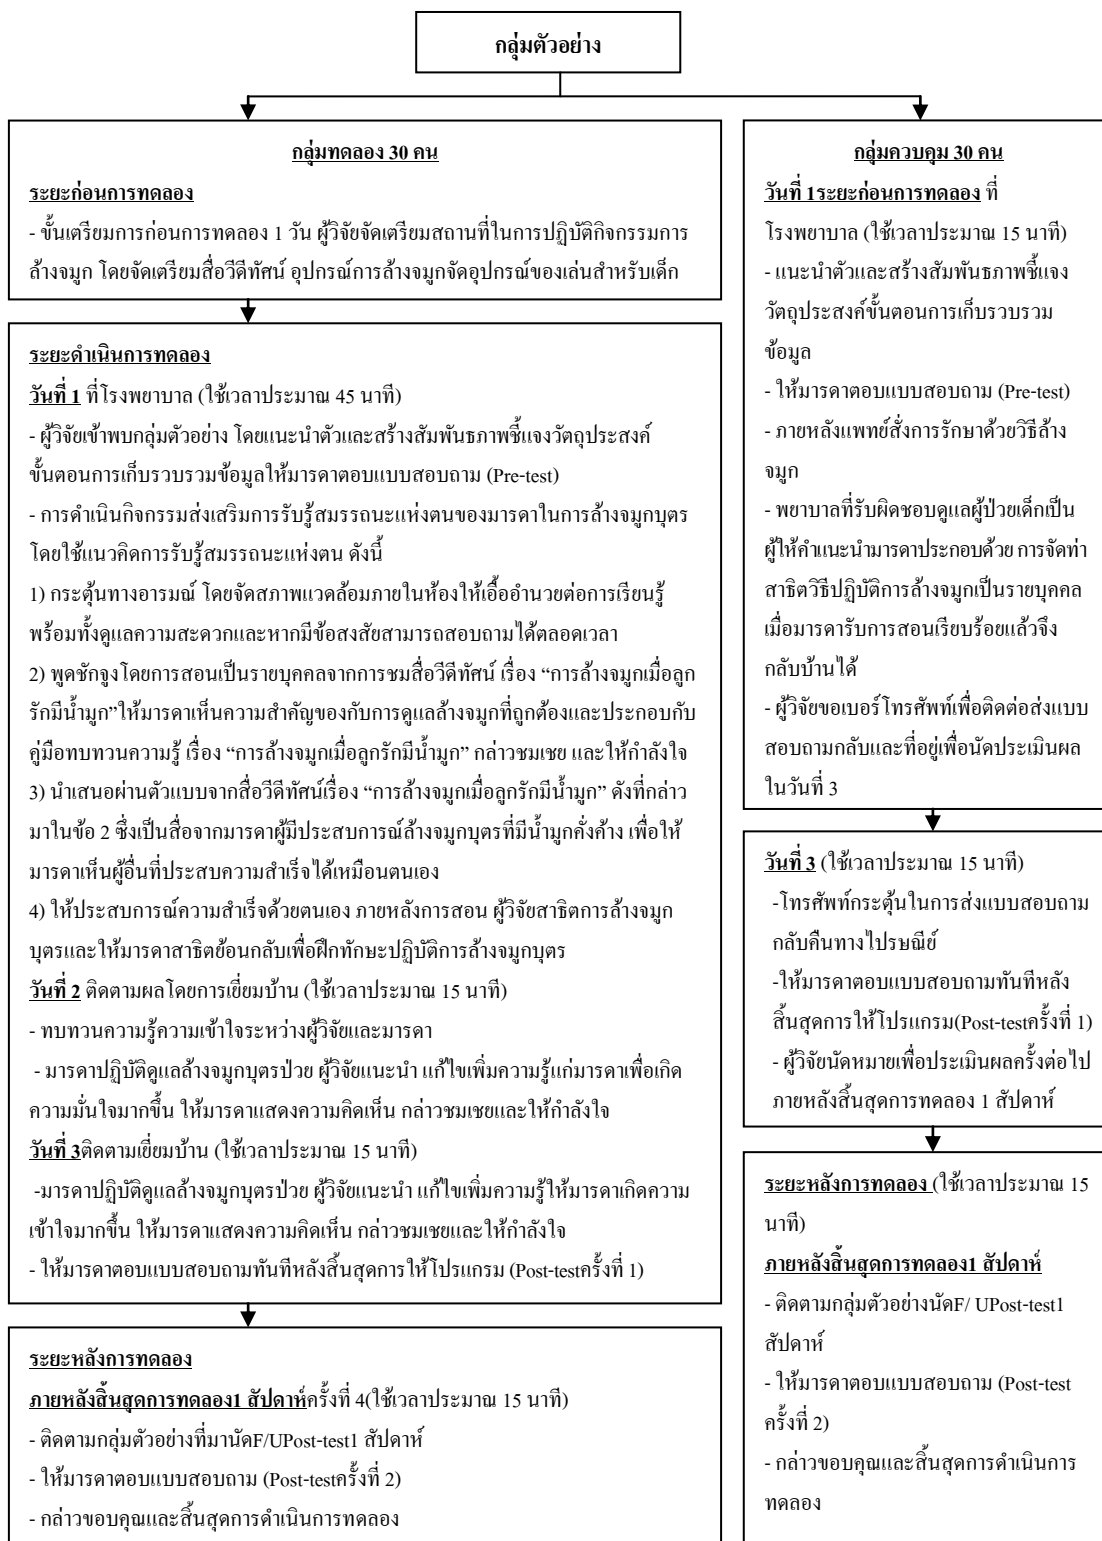 กลุ่มตัวอย่าง
กลุ่มทดลอง 30 คน
ระยะก่อนการทดลอง
- ขั้นเตรียมการก่อนการทดลอง 1 วัน ผู้วิจัยจัดเตรียมสถานที่ในการปฏิบัติกิจกรรมการ
ล้างจมูก โดยจัดเตรียมสื่อวีดีทัศน์ อุปกรณ์การล้างจมูกจัดอุปกรณ์ของเล่นสำหรับเด็ก
ระยะดำเนินการทดลอง
วันที่ 1 ที่โรงพยาบาล (ใช้เวลาประมาณ 45 นาที)
- ผู้วิจัยเข้าพบกลุ่มตัวอย่าง โดยแนะนำตัวและสร้างสัมพันธภาพชี้แจงวัตถุประสงค์
ขั้นตอนการเก็บรวบรวมข้อมูลให้มารดาตอบแบบสอบถาม (Pre-test)
- การดำเนินกิจกรรมส่งเสริมการรับรู้สมรรถนะแห่งตนของมารดาในการล้างจมูกบุตร
โดยใช้แนวคิดการรับรู้สมรรถนะแห่งตน ดังนี้
1) กระตุ้นทางอารมณ์ โดยจัดสภาพแวดล้อมภายในห้องให้เอื้ออำนวยต่อการเรียนรู้
พร้อมทั้งดูแลความสะดวกและหากมีข้อสงสัยสามารถสอบถามได้ตลอดเวลา
2) พูดชักจูงโดยการสอนเป็นรายบุคคลจากการชมสื่อวีดีทัศน์ เรื่อง “การล้างจมูกเมื่อลูก
รักมีน้ำมูก”ให้มารดาเห็นความสำคัญของกับการดูแลล้างจมูกที่ถูกต้องและประกอบกับ
คู่มือทบทวนความรู้ เรื่อง “การล้างจมูกเมื่อลูกรักมีน้ำมูก” กล่าวชมเชย และให้กำลังใจ
3) นำเสนอผ่านตัวแบบจากสื่อวีดีทัศน์เรื่อง “การล้างจมูกเมื่อลูกรักมีน้ำมูก” ดังที่กล่าว
มาในข้อ 2 ซึ่งเป็นสื่อจากมารดาผู้มีประสบการณ์ล้างจมูกบุตรที่มีน้ำมูกคั่งค้าง เพื่อให้
มารดาเห็นผู้อื่นที่ประสบความสำเร็จได้เหมือนตนเอง
4) ให้ประสบการณ์ความสำเร็จด้วยตนเอง ภายหลังการสอน ผู้วิจัยสาธิตการล้างจมูก
บุตรและให้มารดาสาธิตย้อนกลับเพื่อฝึกทักษะปฏิบัติการล้างจมูกบุตร
วันที่ 2 ติดตามผลโดยการเยี่ยมบ้าน (ใช้เวลาประมาณ 15 นาที)
- ทบทวนความรู้ความเข้าใจระหว่างผู้วิจัยและมารดา
- มารดาปฏิบัติดูแลล้างจมูกบุตรป่วย ผู้วิจัยแนะนำ แก้ไขเพิ่มความรู้แก่มารดาเพื่อเกิด
ความมั่นใจมากขึ้น ให้มารดาแสดงความคิดเห็น กล่าวชมเชยและให้กำลังใจ
วันที่ 3ติดตามเยี่ยมบ้าน (ใช้เวลาประมาณ 15 นาที)
-มารดาปฏิบัติดูแลล้างจมูกบุตรป่วย ผู้วิจัยแนะนำ แก้ไขเพิ่มความรู้ให้มารดาเกิดความ
เข้าใจมากขึ้น ให้มารดาแสดงความคิดเห็น กล่าวชมเชยและให้กำลังใจ
- ให้มารดาตอบแบบสอบถามทันทีหลังสิ้นสุดการให้โปรแกรม (Post-testครั้งที่ 1)
ระยะหลังการทดลอง
ภายหลังสิ้นสุดการทดลอง1 สัปดาห์ครั้งที่ 4(ใช้เวลาประมาณ 15 นาที)
- ติดตามกลุ่มตัวอย่างที่มานัดF/UPost-test1 สัปดาห์
- ให้มารดาตอบแบบสอบถาม (Post-testครั้งที่ 2)
- กล่าวขอบคุณและสิ้นสุดการดำเนินการทดลอง
กลุ่มควบคุม 30 คน
วันที่ 1ระยะก่อนการทดลอง ที่
โรงพยาบาล (ใช้เวลาประมาณ 15 นาที)
- แนะนำตัวและสร้างสัมพันธภาพชี้แจง
วัตถุประสงค์ขั้นตอนการเก็บรวบรวม
ข้อมูล
- ให้มารดาตอบแบบสอบถาม (Pre-test)
- ภายหลังแพทย์สั่งการรักษาด้วยวิธีล้าง
จมูก
- พยาบาลที่รับผิดชอบดูแลผู้ป่วยเด็กเป็น
ผู้ให้คำแนะนำมารดาประกอบด้วย การจัดท่า
สาธิตวิธีปฏิบัติการล้างจมูกเป็นรายบุคคล
เมื่อมารดารับการสอนเรียบร้อยแล้วจึง
กลับบ้านได้
- ผู้วิจัยขอเบอร์โทรศัพท์เพื่อติดต่อส่งแบบ
สอบถามกลับและที่อยู่เพื่อนัดประเมินผล
ในวันที่ 3
วันที่ 3 (ใช้เวลาประมาณ 15 นาที)
-โทรศัพท์กระตุ้นในการส่งแบบสอบถาม
กลับคืนทางไปรษณีย์
-ให้มารดาตอบแบบสอบถามทันทีหลัง
สิ้นสุดการให้โปรแกรม(Post-testครั้งที่ 1)
- ผู้วิจัยนัดหมายเพื่อประเมินผลครั้งต่อไป
ภายหลังสิ้นสุดการทดลอง 1 สัปดาห์
ระยะหลังการทดลอง (ใช้เวลาประมาณ 15
นาที)
ภายหลังสิ้นสุดการทดลอง1 สัปดาห์
- ติดตามกลุ่มตัวอย่างนัดF/ UPost-test1
สัปดาห์
- ให้มารดาตอบแบบสอบถาม (Post-test
ครั้งที่ 2)
- กล่าวขอบคุณและสิ้นสุดการดำเนินการ
ทดลอง